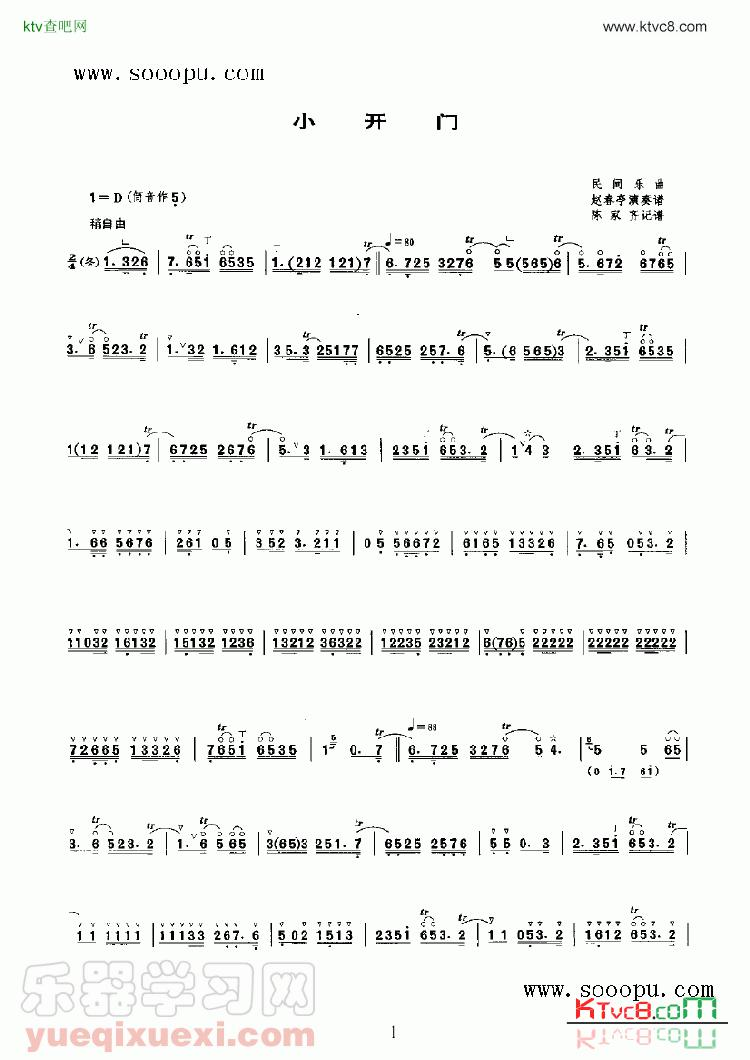 ktv查吧网
www.ktvc8.com
www.sooopu.com
小 开 门
1=D(筒音作5)
民间乐曲
稍自由
赵春亭演奏谱
陈家齐记谱
2/4 (冬) 1.326 | 7.651 6535 | 1.(212 121)7 || ♩=80 6.725 3276 5 5(565)6 | 5.672 6765 |
3.6 523.2 | 1.32 1.612 | 35.3 25177 | 6525 257.6 | 5.(6 565)3 | 2.351 6535 |
1(12 121)7 | 6725 2676 | 5.3 1.613 | 2351 653.2 | 1 4 3 2.351 63.2 |
1.66 5676 | 261 05 | 352 3.211 | 05 56672 | 6165 13326 | 7.65 053.2 |
11032 16132 | 15132 1236 | 13212 36322 | 12235 23212 | 6(76)5 22222 | 22222 22222 |
72665 13326 | 7651 6535 | 1 0.7 || ♩=88 6.725 3276 5 4. | 5 5 65 |
(0 1.7 61)
3.6 523.2 | 1.6 565 | 3(65)3 251.7 | 6525 2576 | 55 0.3 | 2.351 653.2 |
11 1111 | 11133 267.6 | 502 1513 | 2351 653.2 | 11 053.2 | 1612 653.2 |
www.sooopu.com
乐器学习网
yueqixuexi.com
KTvc8.com
1